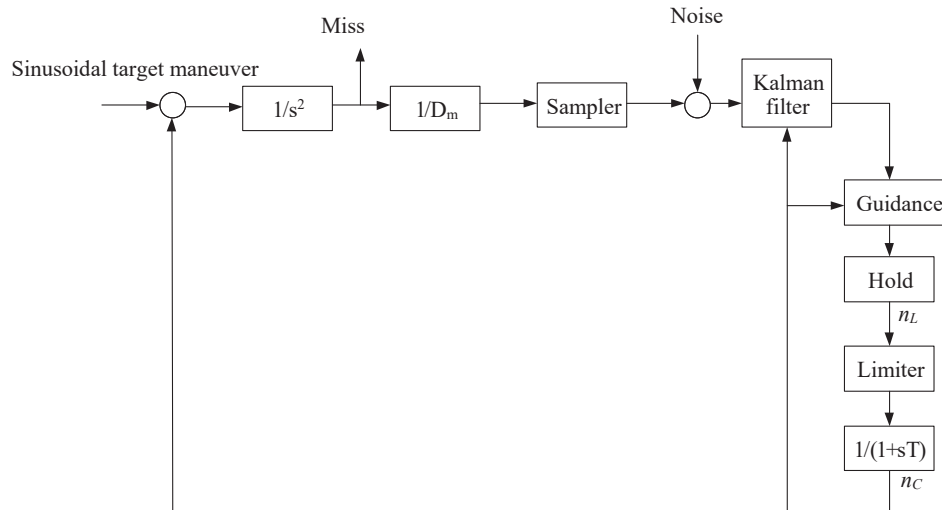 Miss
Noise
Sinusoidal target maneuver
1/s²
1/Dₘ
Sampler
Kalman
filter
Guidance
Hold
n_L
Limiter
1/(1+sT)
n_C